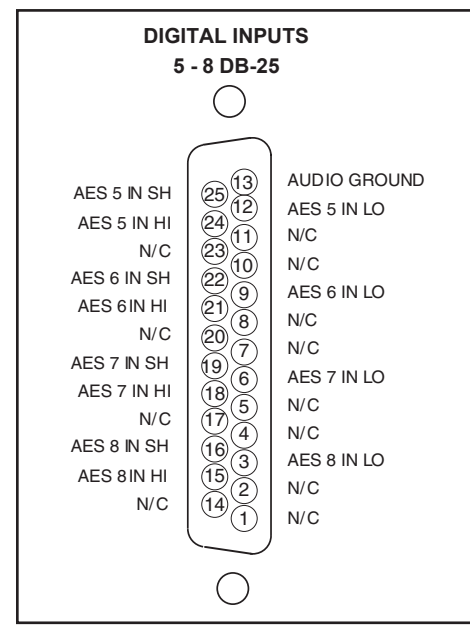 DIGITAL INPUTS
5 - 8 DB-25
13 AUDIO GROUND
AES 5 IN SH 25
12 AES 5 IN LO
AES 5 IN HI 24
11 N/C
N/C 23
10 N/C
AES 6 IN SH 22
9 AES 6 IN LO
AES 6IN HI 21
8 N/C
N/C 20
7 N/C
AES 7 IN SH 19
6 AES 7 IN LO
AES 7 IN HI 18
5 N/C
N/C 17
4 N/C
AES 8 IN SH 16
3 AES 8 IN LO
AES 8IN HI 15
2 N/C
N/C 14
1 N/C